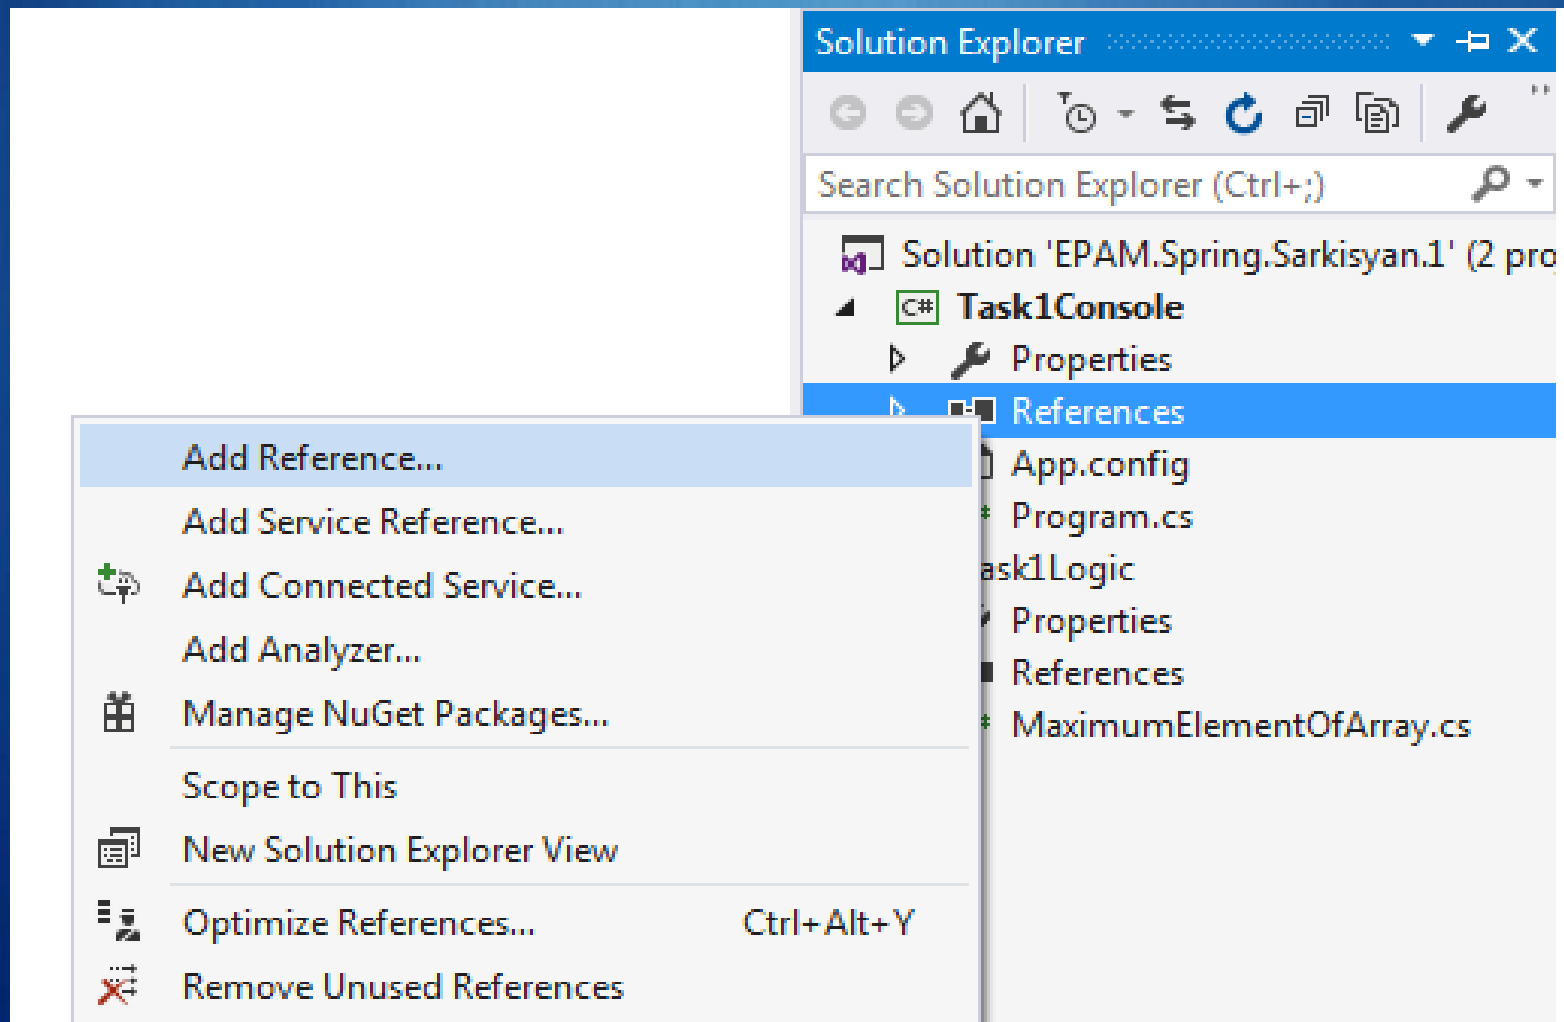 Solution Explorer
Search Solution Explorer (Ctrl+;)
Solution 'EPAM.Spring.Sarkisyan.1' (2 pro
C# Task1Console
Properties
References
App.config
Program.cs
ask1Logic
Properties
References
MaximumElementOfArray.cs
Add Reference...
Add Service Reference...
Add Connected Service...
Add Analyzer...
Manage NuGet Packages...
Scope to This
New Solution Explorer View
Optimize References... Ctrl+Alt+Y
Remove Unused References